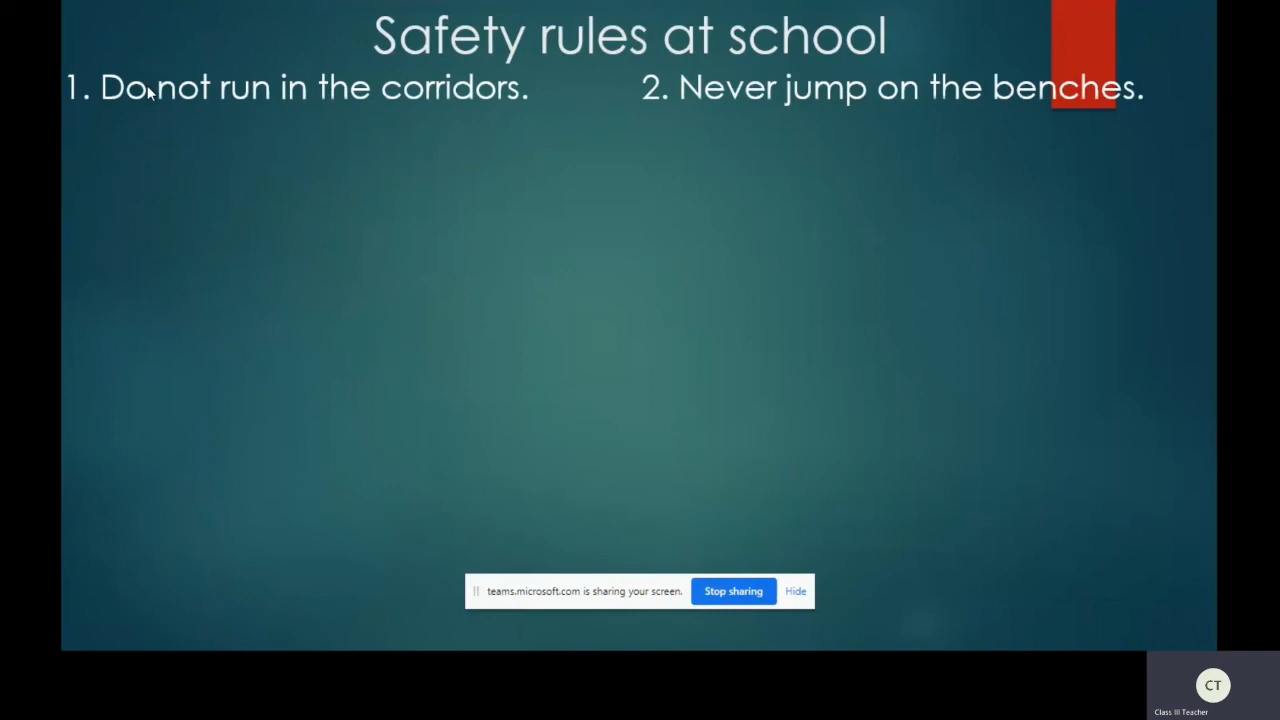 Safety rules at school
1. Do not run in the corridors.
2. Never jump on the benches.
teams.microsoft.com is sharing your screen.
Stop sharing
Hide
CT
Class III Teacher